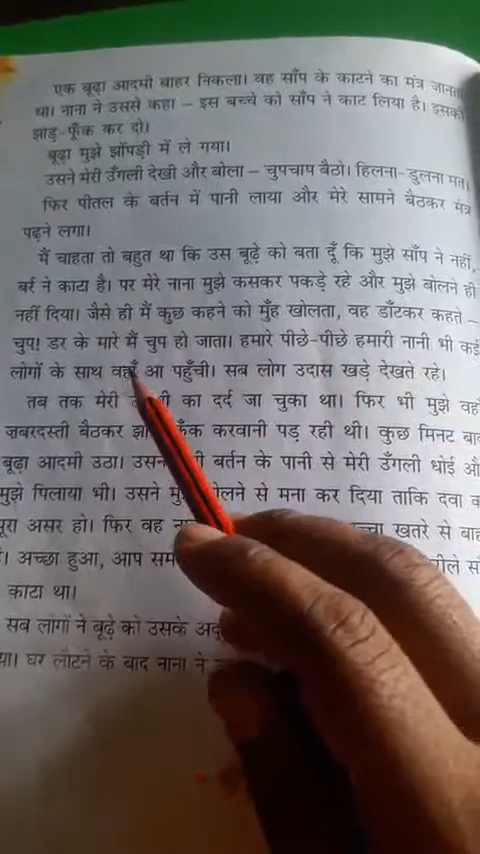 एक बूढ़ा आदमी बाहर निकला। वह साँप के काटने का मंत्र जानता
था। नाना ने उससे कहा – इस बच्चे को साँप ने काट लिया है। इसकी
झाड़-फूँक कर दो।
बूढ़ा मुझे झोंपड़ी में ले गया।
उसने मेरी उँगली देखी और बोला – चुपचाप बैठो। हिलना-डुलना मत।
फिर पीतल के बर्तन में पानी लाया और मेरे सामने बैठकर मंत्र
पढ़ने लगा।
मैं चाहता तो बहुत था कि उस बूढ़े को बता दूँ कि मुझे साँप ने नहीं,
बर्र ने काटा है। पर मेरे नाना मुझे कसकर पकड़े रहे और मुझे बोलने ही
नहीं दिया। जैसे ही मैं कुछ कहने को मुँह खोलता, वह डाँटकर कहते –
चुप! डर के मारे मैं चुप हो जाता। हमारे पीछे-पीछे हमारी नानी भी कई
लोगों के साथ वहाँ आ पहुँची। सब लोग उदास खड़े देखते रहे।
तब तक मेरी का दर्द जा चुका था। फिर भी मुझे
जबरदस्ती बैठकर करवानी पड़ रही थी। कुछ मिनट
बूढ़ा आदमी उठा। बर्तन के पानी से मेरी उँगली धोई
मुझे पिलाया भी। उसने बोलने से मना कर दिया ताकि दवा
असर हो। फिर वह खतरे से
अच्छा हुआ, आप
काटा था।
सब लोगों ने बूढ़े को उसके
घर लौटने के बाद नाना ने